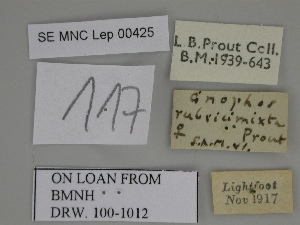 SE MNC Lep 00425
L.B. Prout Coll.
B.M. 1939-643
117
Gnophos
rubricimixta
♀ Prout
ON LOAN FROM
BMNH
DRW. 100-1012
Lightfoot
Nov 1917